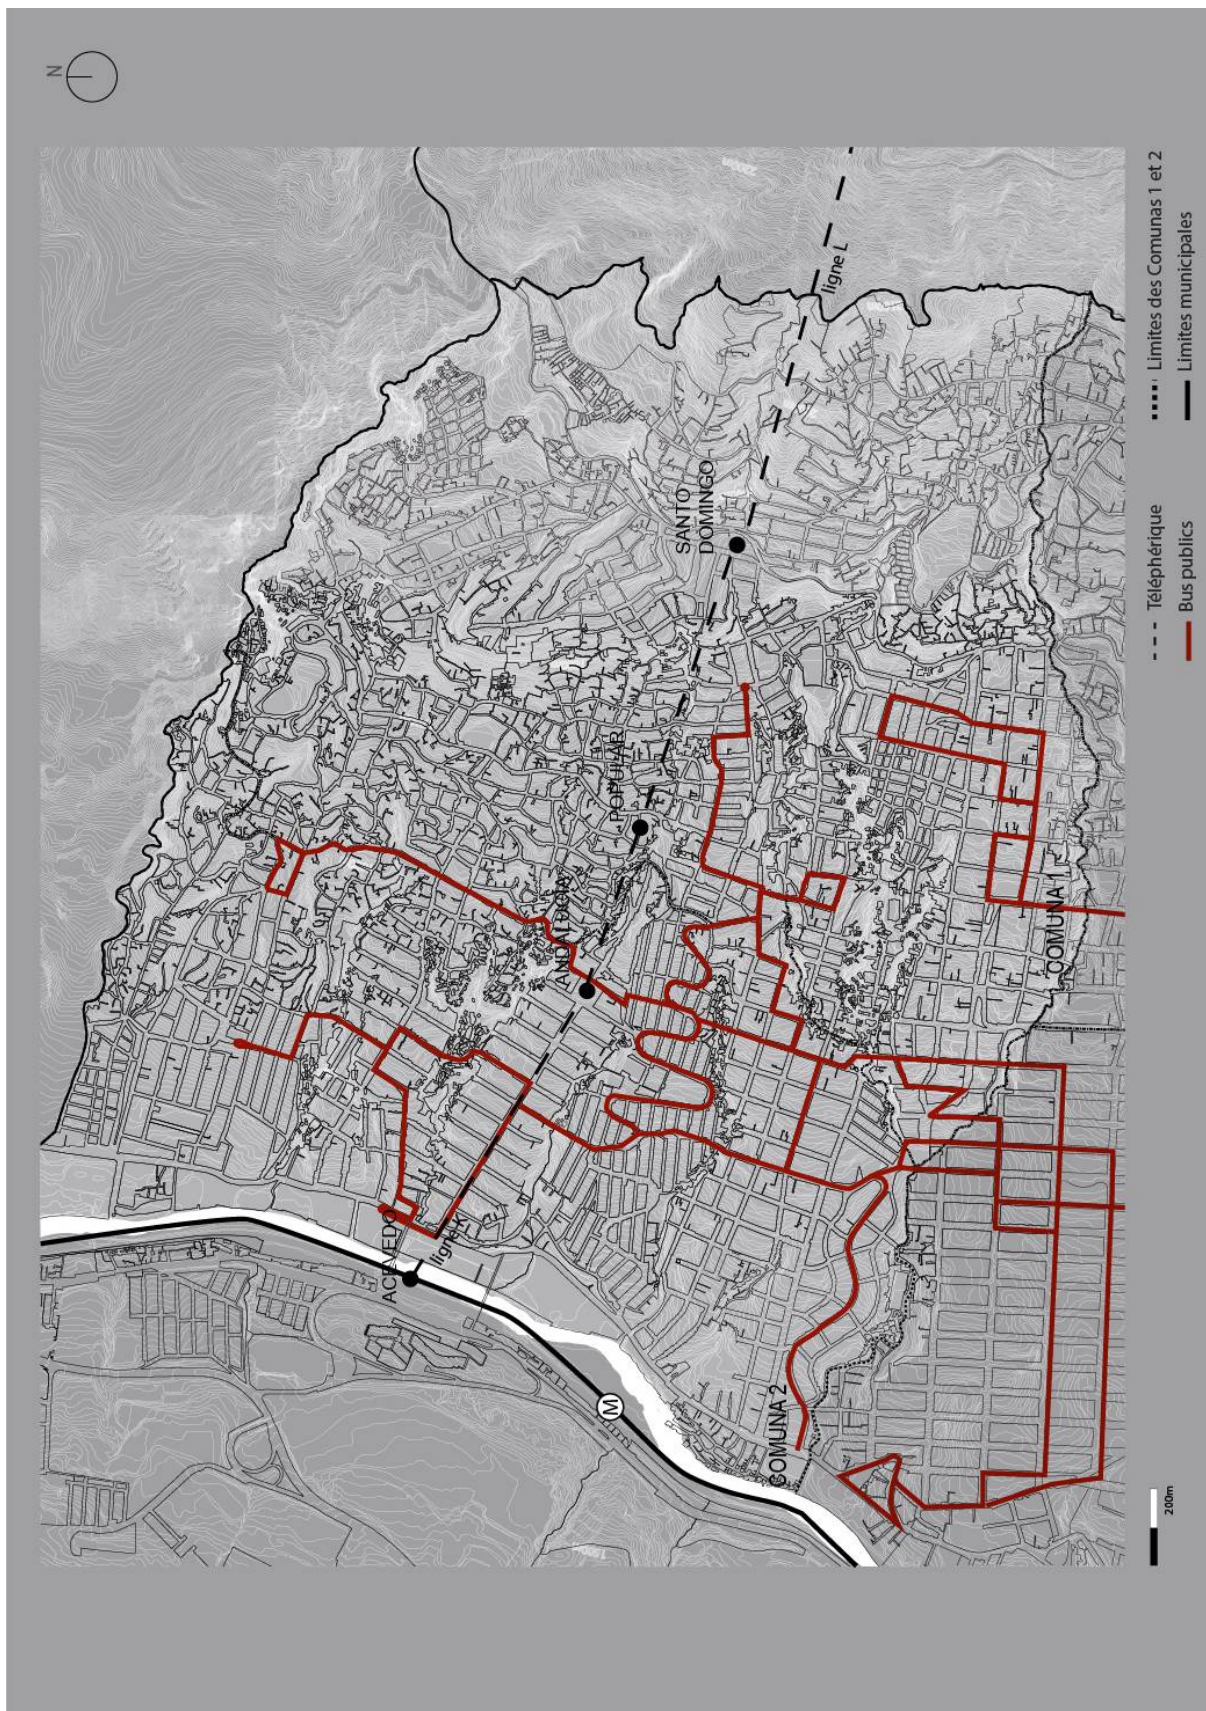 N
ACEVEDO
ligne K
ANDALUCIA
POPULAR
SANTO
DOMINGO
ligne L
M
COMUNA 2
COMUNA 1
200m
Téléphérique
Bus publics
Limites des Comunas 1 et 2
Limites municipales